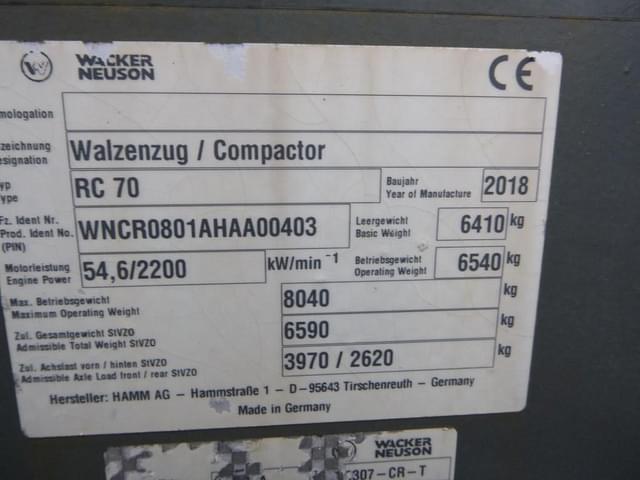 WACKER
NEUSON
CE
mologation
zeichnung
esignation
Walzenzug / Compactor
yp
ype
RC 70
Baujahr
Year of Manufacture
2018
Fz. Ident Nr.
Prod. Ident No.
(PIN)
WNCR0801AHAA00403
Leergewicht
Basic Weight
6410 kg
Motorleistung
Engine Power
54,6/2200 kW/min -1
Betriebsgewicht
Operating Weight
6540 kg
Max. Betriebsgewicht
Maximum Operating Weight
8040 kg
Zul. Gesamtgewicht StVZO
Admissible Total Weight StVZO
6590 kg
Zul. Achslast vorn / hinten StVZO
Admissible Axle Load front / rear StVZO
3970 / 2620 kg
Hersteller: HAMM AG - Hammstraße 1 - D-95643 Tirschenreuth - Germany
Made in Germany
WACKER
NEUSON
C307-CR-T